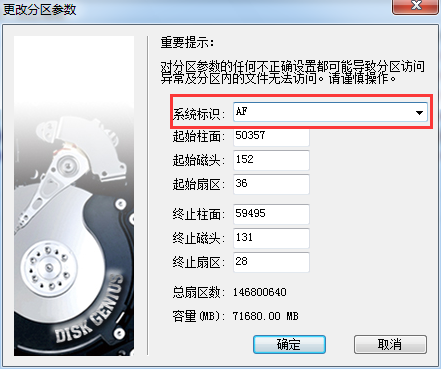 更改分区参数
重要提示:
对分区参数的任何不正确设置都可能导致分区访问
异常及分区内的文件无法访问。请谨慎操作。
系统标识: AF
起始柱面: 50357
起始磁头: 152
起始扇区: 36
终止柱面: 59495
终止磁头: 131
终止扇区: 28
总扇区数: 146800640
容量(MB): 71680.00 MB
DISK GENIUS
确定 取消